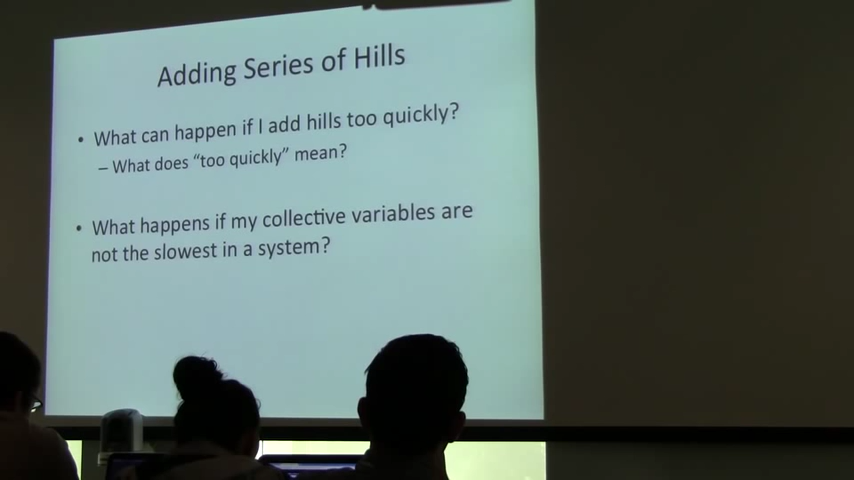 Adding Series of Hills
• What can happen if I add hills too quickly?
– What does “too quickly” mean?
• What happens if my collective variables are
not the slowest in a system?